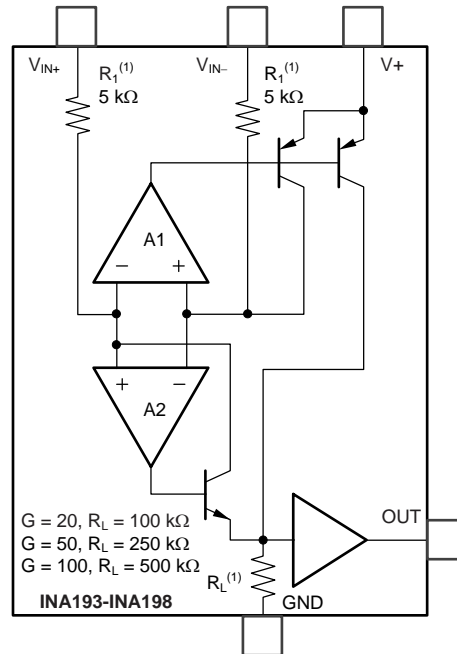 V_IN+
R_1^(1)
5 kΩ
V_IN–
R_1^(1)
5 kΩ
V+
A1
– +
+ –
A2
G = 20, R_L = 100 kΩ
G = 50, R_L = 250 kΩ
G = 100, R_L = 500 kΩ
R_L^(1)
OUT
INA193-INA198
GND